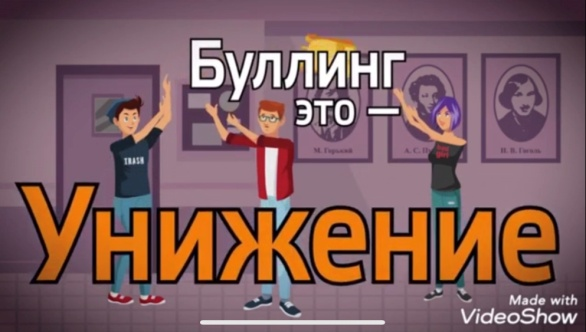 Буллинг
это —
TRASH
М. Горький
А. С. П
Н. В. Гоголь
Унижение
Made with
VideoShow